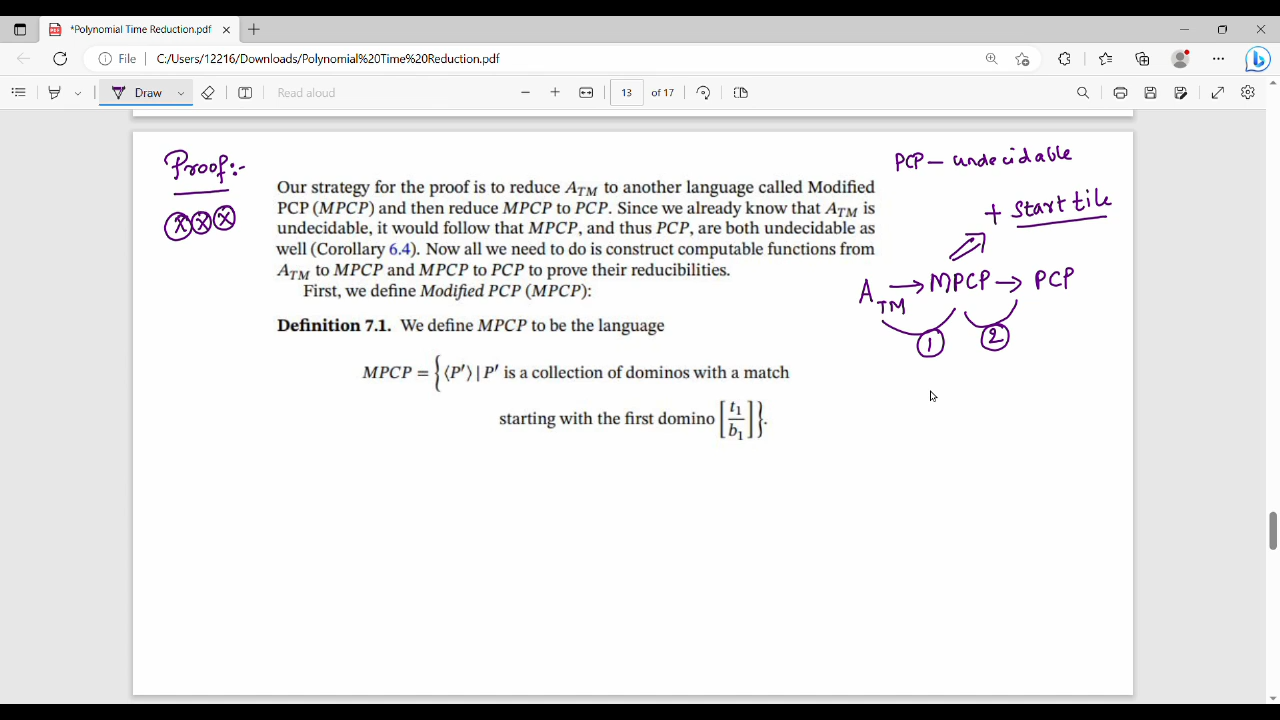 *Polynomial Time Reduction.pdf
File
C:/Users/12216/Downloads/Polynomial%20Time%20Reduction.pdf
Draw
Read aloud
13 of 17
Proof:-
PCP - undecidable
+ Start tile
Our strategy for the proof is to reduce A_TM to another language called Modified
PCP (MPCP) and then reduce MPCP to PCP. Since we already know that A_TM is
undecidable, it would follow that MPCP, and thus PCP, are both undecidable as
well (Corollary 6.4). Now all we need to do is construct computable functions from
A_TM to MPCP and MPCP to PCP to prove their reducibilities.
First, we define Modified PCP (MPCP):
A_TM → MPCP → PCP
1 2
Definition 7.1. We define MPCP to be the language
MPCP = {⟨P′⟩ | P′ is a collection of dominos with a match
starting with the first domino [t₁/b₁]}.